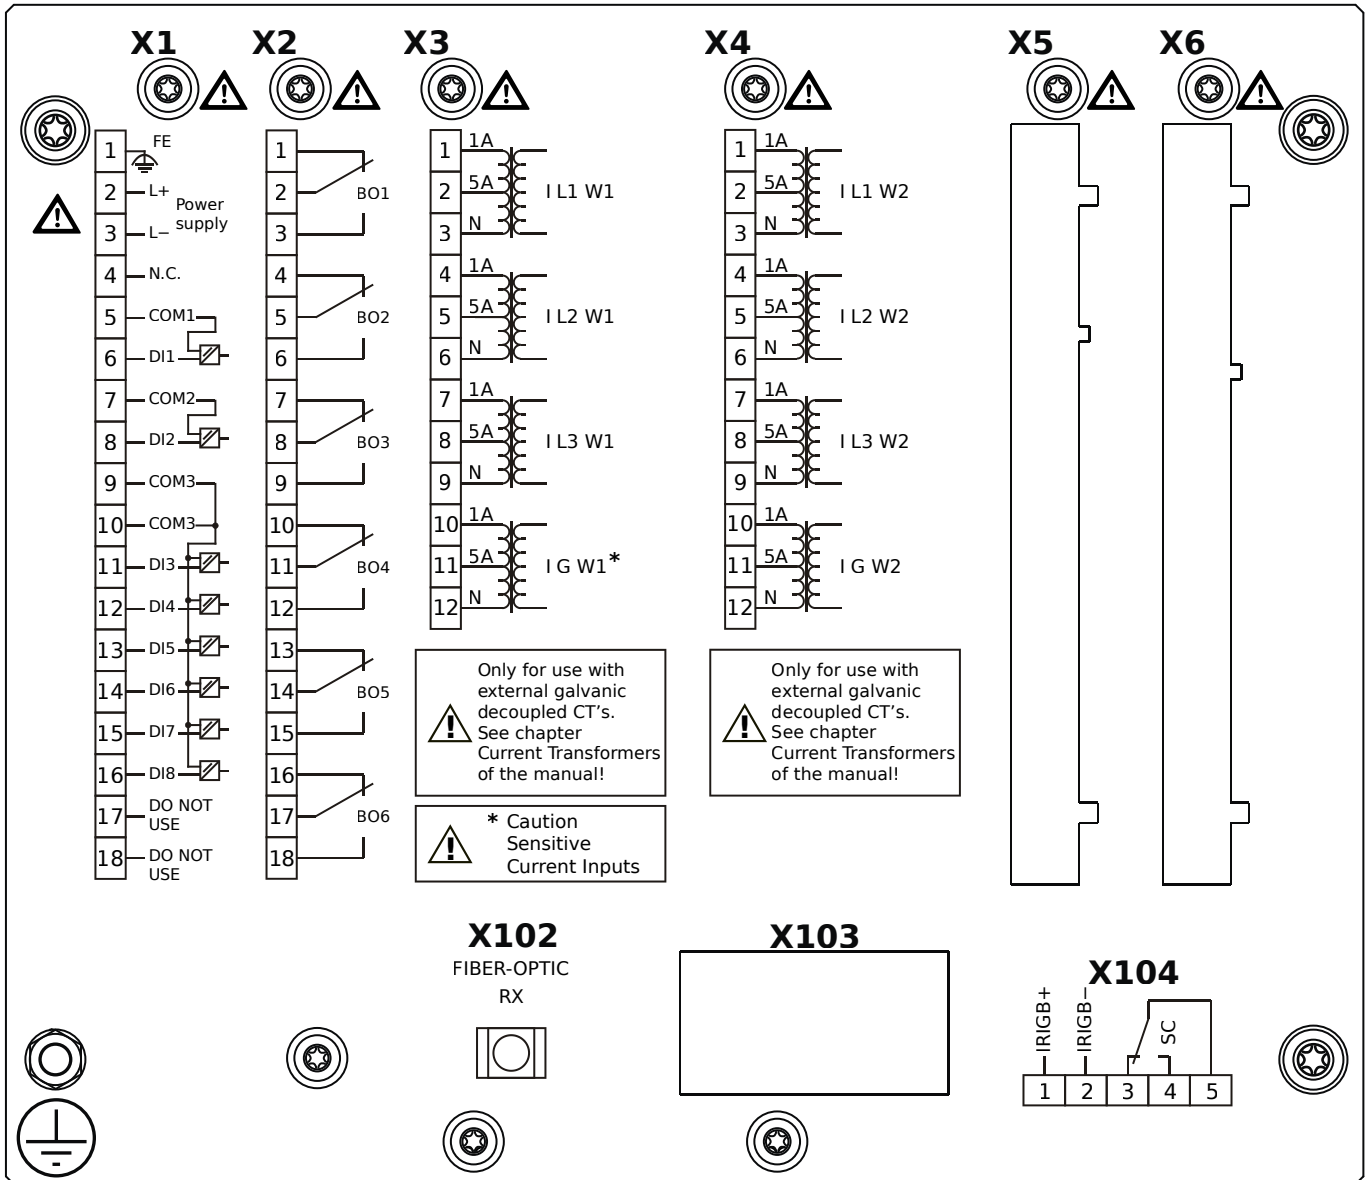 X1
X2
X3
X4
X5
X6
1 FE
2 L+
Power
supply
3 L−
4 N.C.
5 COM1
6 DI1
7 COM2
8 DI2
9 COM3
10 COM3
11 DI3
12 DI4
13 DI5
14 DI6
15 DI7
16 DI8
17 DO NOT
USE
18 DO NOT
USE
1
2 BO1
3
4
5 BO2
6
7
8 BO3
9
10
11 BO4
12
13
14 BO5
15
16
17 BO6
18
1 1A
2 5A I L1 W1
3 N
4 1A
5 5A I L2 W1
6 N
7 1A
8 5A I L3 W1
9 N
10 1A
11 5A I G W1*
12 N
Only for use with
external galvanic
decoupled CT's.
See chapter
Current Transformers
of the manual!
* Caution
Sensitive
Current Inputs
1 1A
2 5A I L1 W2
3 N
4 1A
5 5A I L2 W2
6 N
7 1A
8 5A I L3 W2
9 N
10 1A
11 5A I G W2
12 N
Only for use with
external galvanic
decoupled CT's.
See chapter
Current Transformers
of the manual!
X102
FIBER-OPTIC
RX
X103
X104
IRIGB+
IRIGB−
SC
1 2 3 4 5